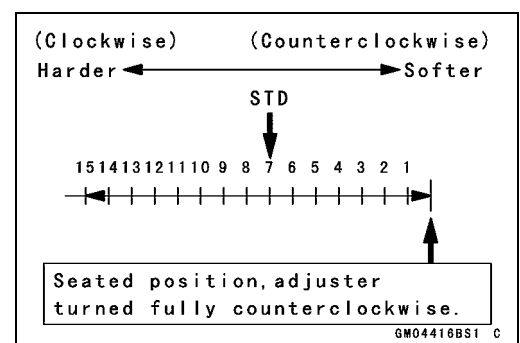 (Clockwise) (Counterclockwise)
Harder Softer
STD
15 14 13 12 11 10 9 8 7 6 5 4 3 2 1
Seated position, adjuster
turned fully counterclockwise.
GM04416BS1 C